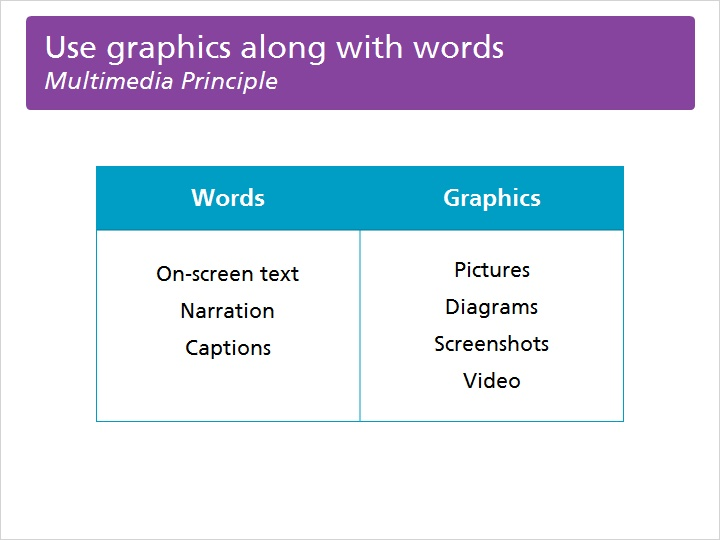 Use graphics along with words
Multimedia Principle
Words
Graphics
On-screen text
Narration
Captions
Pictures
Diagrams
Screenshots
Video